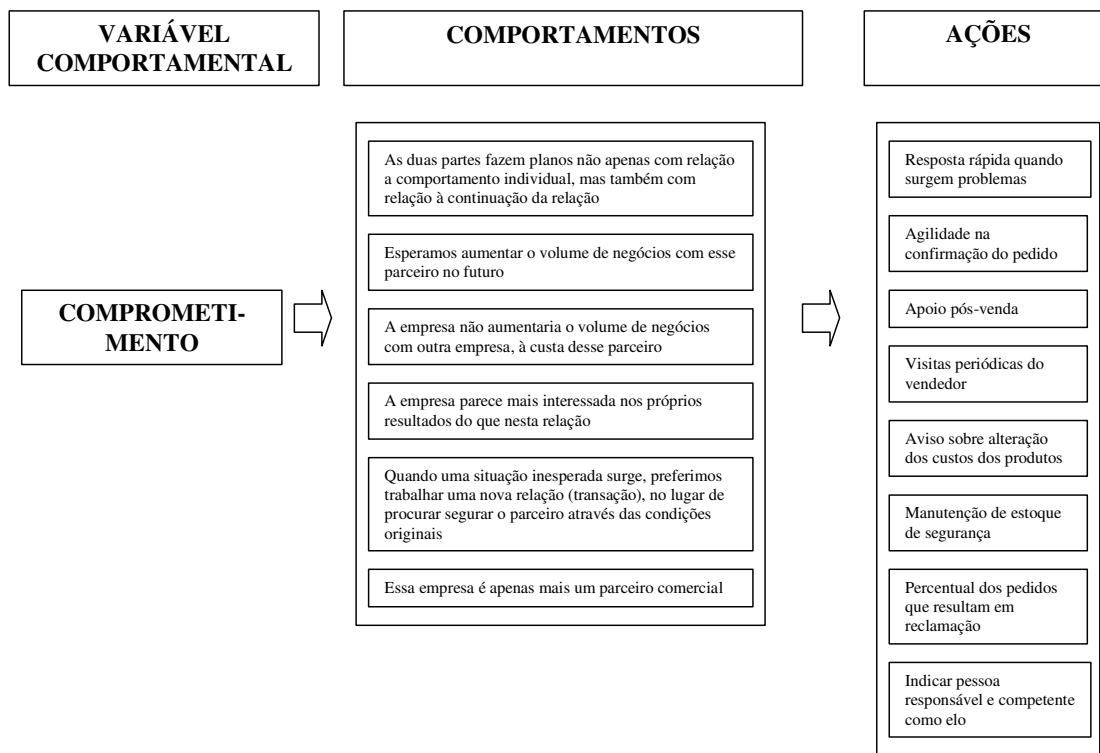 VARIÁVEL
COMPORTAMENTAL
COMPORTAMENTOS
AÇÕES
COMPROMETI-
MENTO
As duas partes fazem planos não apenas com relação
a comportamento individual, mas também com
relação à continuação da relação
Esperamos aumentar o volume de negócios com esse
parceiro no futuro
A empresa não aumentaria o volume de negócios
com outra empresa, à custa desse parceiro
A empresa parece mais interessada nos próprios
resultados do que nesta relação
Quando uma situação inesperada surge, preferimos
trabalhar uma nova relação (transação), no lugar de
procurar segurar o parceiro através das condições
originais
Essa empresa é apenas mais um parceiro comercial
Resposta rápida quando
surgem problemas
Agilidade na
confirmação do pedido
Apoio pós-venda
Visitas periódicas do
vendedor
Aviso sobre alteração
dos custos dos produtos
Manutenção de estoque
de segurança
Percentual dos pedidos
que resultam em
reclamação
Indicar pessoa
responsável e competente
como elo